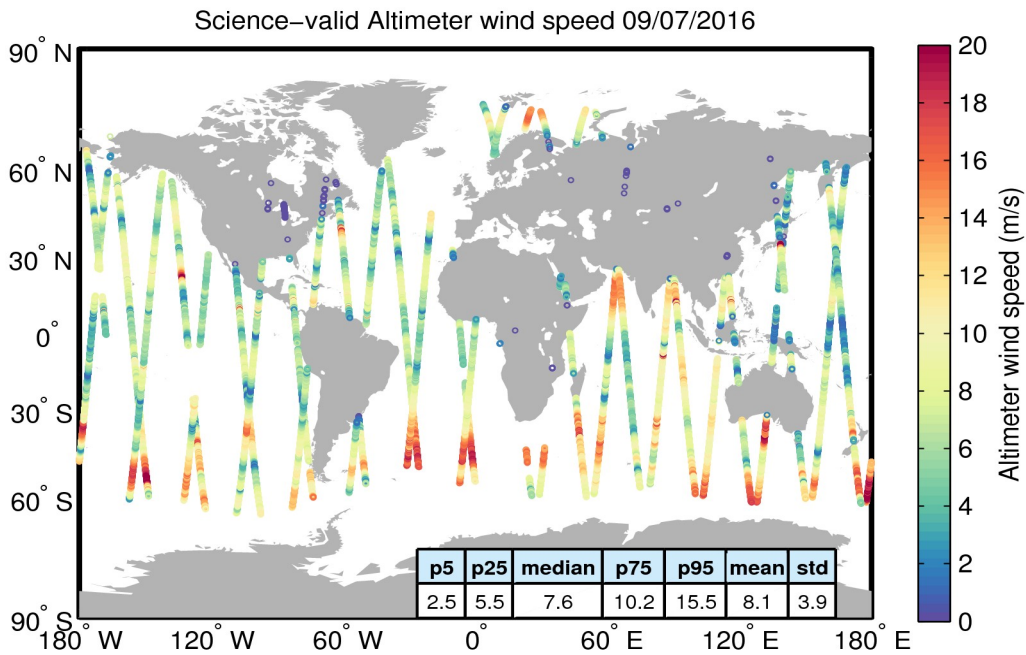 Science−valid Altimeter wind speed 09/07/2016
90° N
60° N
30° N
0°
30° S
60° S
90° S
180° W
120° W
60° W
0°
60° E
120° E
180° E
p5 p25 median p75 p95 mean std
2.5 5.5 7.6 10.2 15.5 8.1 3.9
20
18
16
14
12
10
8
6
4
2
0
Altimeter wind speed (m/s)